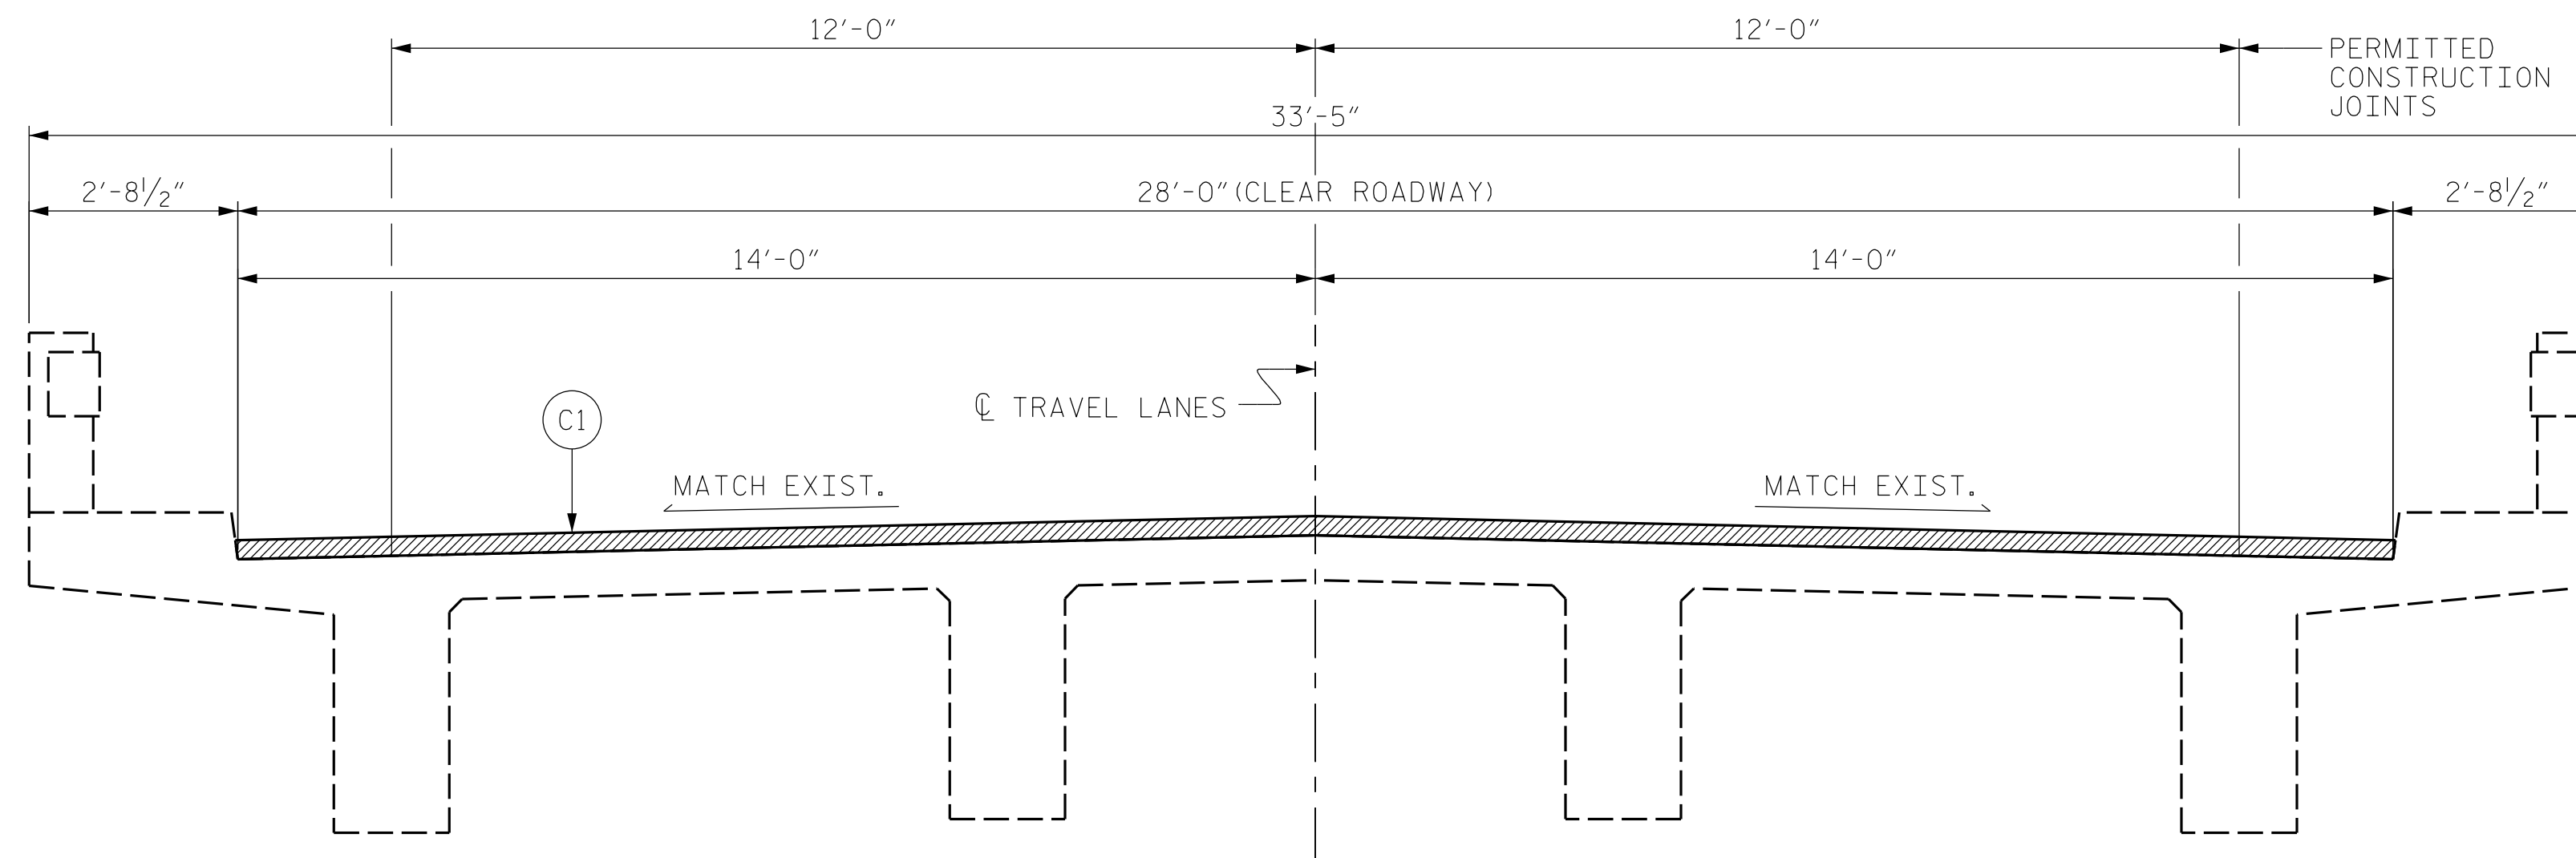 12'-0" 12'-0"
PERMITTED
CONSTRUCTION
JOINTS
33'-5"
2'-8½" 28'-0" (CLEAR ROADWAY) 2'-8½"
14'-0" 14'-0"
C1
℄ TRAVEL LANES
MATCH EXIST. MATCH EXIST.